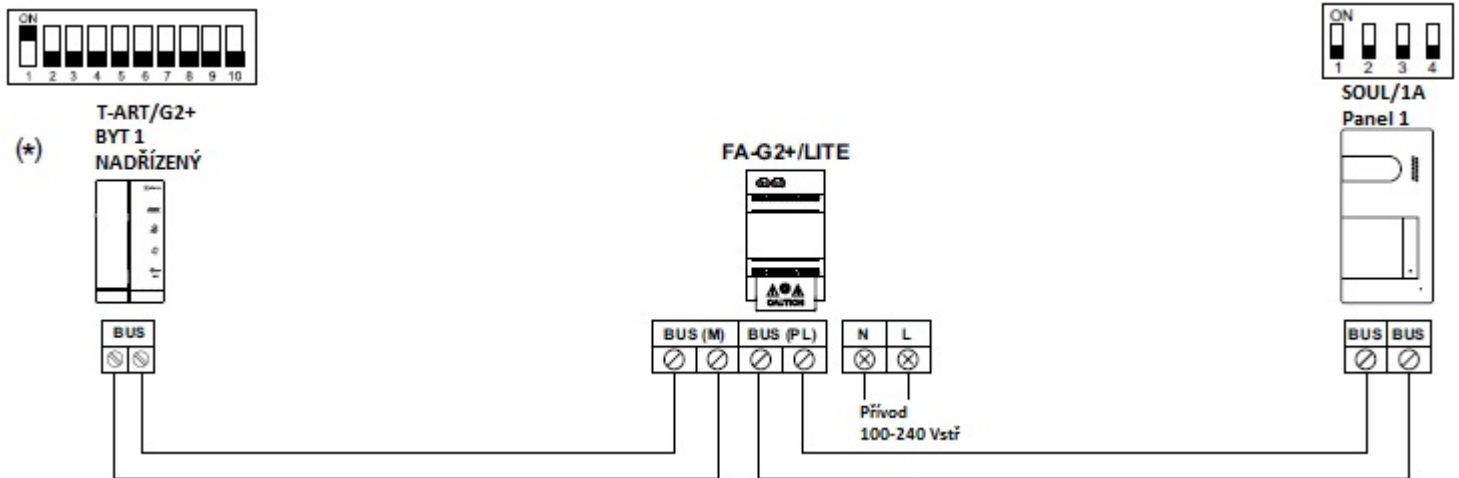 ON
1 2 3 4 5 6 7 8 9 10
T-ART/G2+
BYT 1
NADŘÍZENÝ
(*)
BUS
FA-G2+/LITE
CAUTION
BUS (M) BUS (PL) N L
Přívod
100-240 Vstř
ON
1 2 3 4
SOUL/1A
Panel 1
BUS BUS